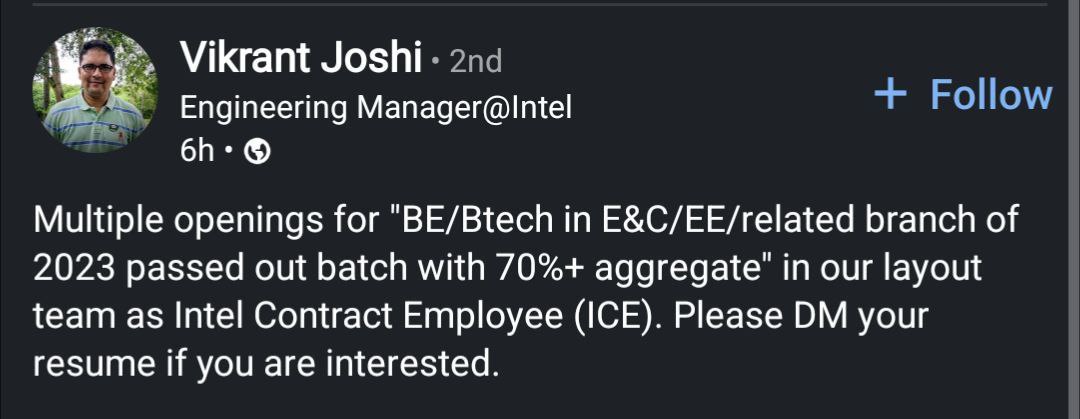 Vikrant Joshi • 2nd
Engineering Manager@Intel
+ Follow
6h •
Multiple openings for "BE/Btech in E&C/EE/related branch of
2023 passed out batch with 70%+ aggregate" in our layout
team as Intel Contract Employee (ICE). Please DM your
resume if you are interested.